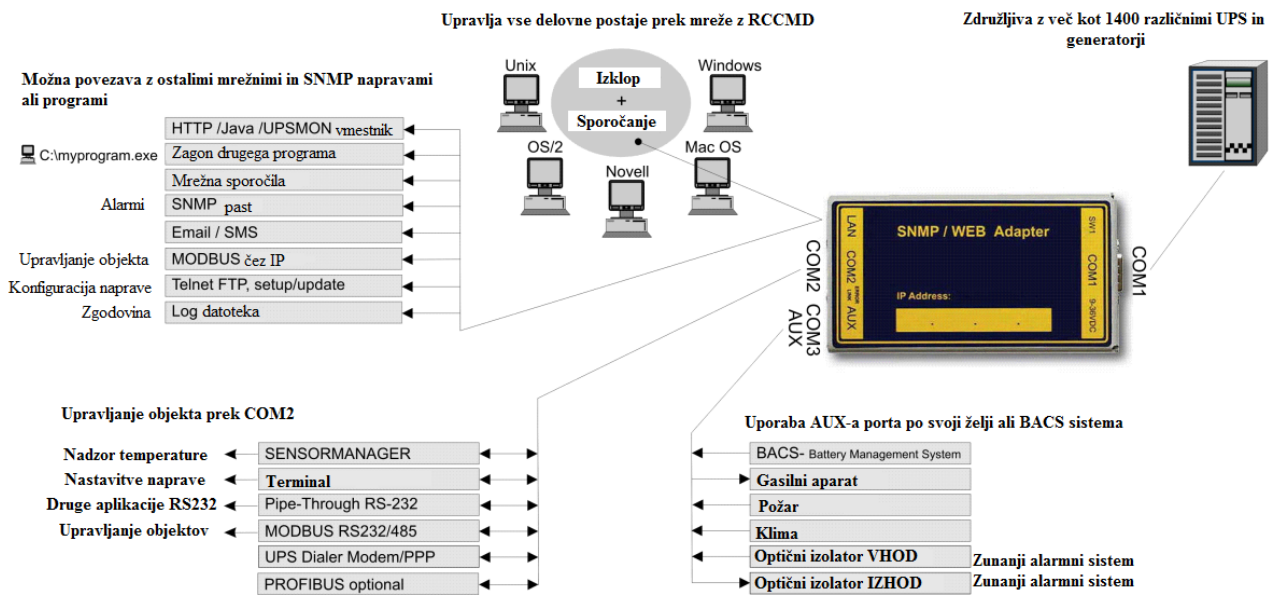 Upravlja vse delovne postaje prek mreže z RCCMD
Združljiva z več kot 1400 različnimi UPS in
generatorji
Možna povezava z ostalimi mrežnimi in SNMP napravami
ali programi
Unix
Izklop
+
Sporočanje
Windows
OS/2
Novell
Mac OS
HTTP /Java /UPSMON vmestnik
C:\myprogram.exe
Zagon drugega programa
Mrežna sporočila
Alarmi
SNMP past
Email / SMS
Upravljanje objekta
MODBUS čez IP
Konfiguracija naprave
Telnet FTP, setup/update
Zgodovina
Log datoteka
LAN
COM2
ERROR
LINK
AUX
SNMP / WEB Adapter
IP Address:
. . .
SW1
COM1
9-36VDC
COM1
COM2
COM3
AUX
Upravljanje objekta prek COM2
Nadzor temperature
SENSORMANAGER
Nastavitve naprave
Terminal
Druge aplikacije RS232
Pipe-Through RS-232
Upravljanje objektov
MODBUS RS232/485
UPS Dialer Modem/PPP
PROFIBUS optional
Uporaba AUX-a porta po svoji želji ali BACS sistema
BACS- Battery Management System
Gasilni aparat
Požar
Klima
Optični izolator VHOD
Zunanji alarmni sistem
Optični izolator IZHOD
Zunanji alarmni sistem